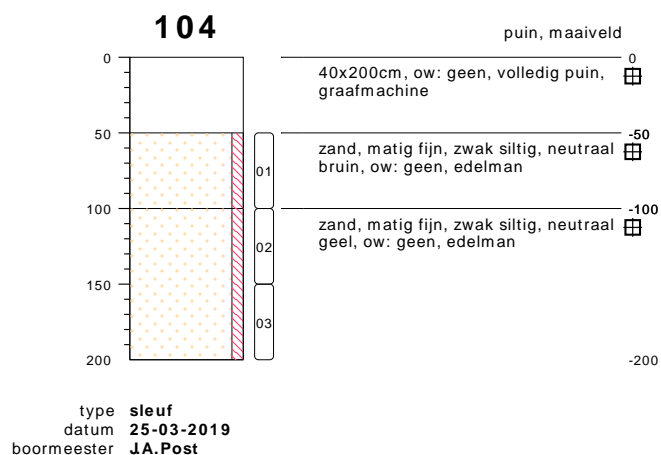 104
puin, maaiveld
0
0
40x200cm, ow: geen, volledig puin,
graafmachine
50
-50
zand, matig fijn, zwak siltig, neutraal
bruin, ow: geen, edelman
01
100
-100
zand, matig fijn, zwak siltig, neutraal
geel, ow: geen, edelman
02
150
03
200
-200
type sleuf
datum 25-03-2019
boormeester J.A.Post